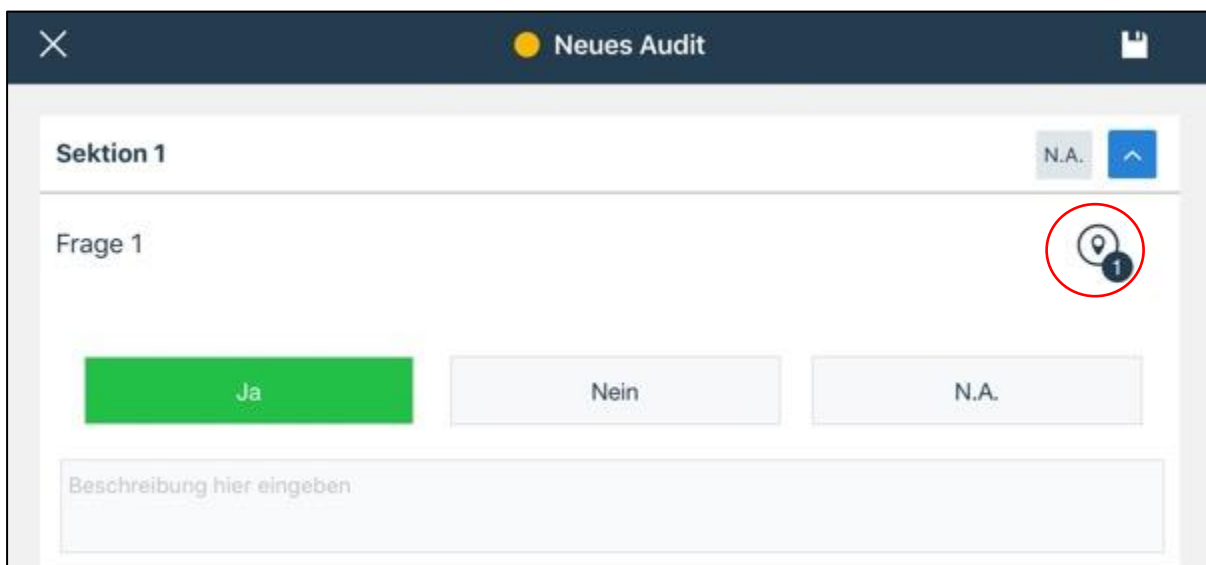 Neues Audit
Sektion 1
N.A.
Frage 1
1
Ja
Nein
N.A.
Beschreibung hier eingeben